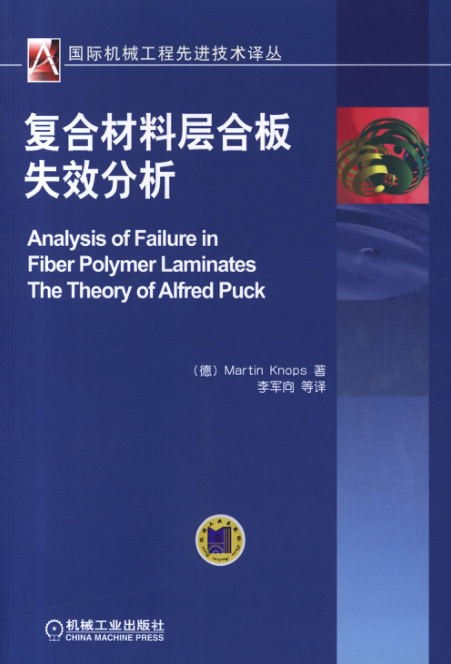 国际机械工程先进技术译丛
复合材料层合板
失效分析
Analysis of Failure in
Fiber Polymer Laminates
The Theory of Alfred Puck
（德）Martin Knops 著
李军向 等译
机械工业出版社
CHINA MACHINE PRESS